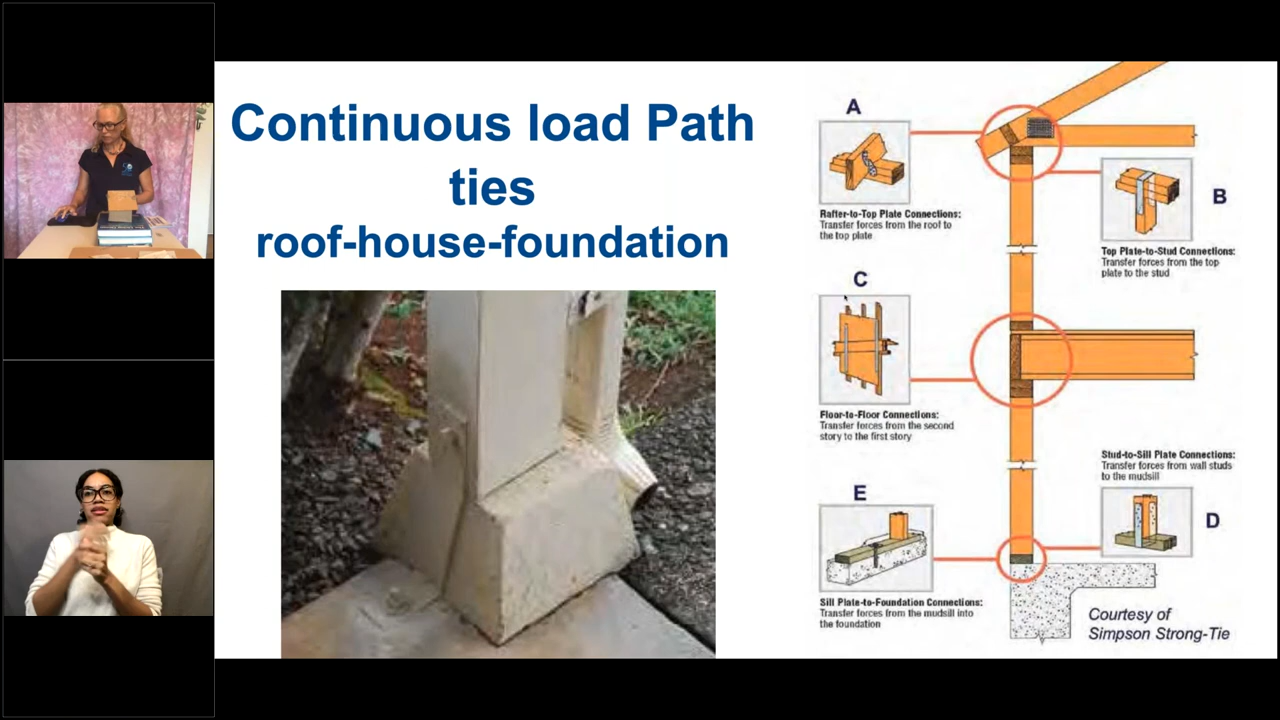 Continuous load Path
ties
roof-house-foundation
A
Rafter-to-Top Plate Connections:
Transfer forces from the roof to
the top plate
B
Top Plate-to-Stud Connections:
Transfer forces from the top
plate to the stud
C
Floor-to-Floor Connections:
Transfer forces from the second
story to the first story
Stud-to-Sill Plate Connections:
Transfer forces from wall studs
to the mudsill
D
E
Sill Plate-to-Foundation Connections:
Transfer forces from the mudsill into
the foundation
Courtesy of
Simpson Strong-Tie